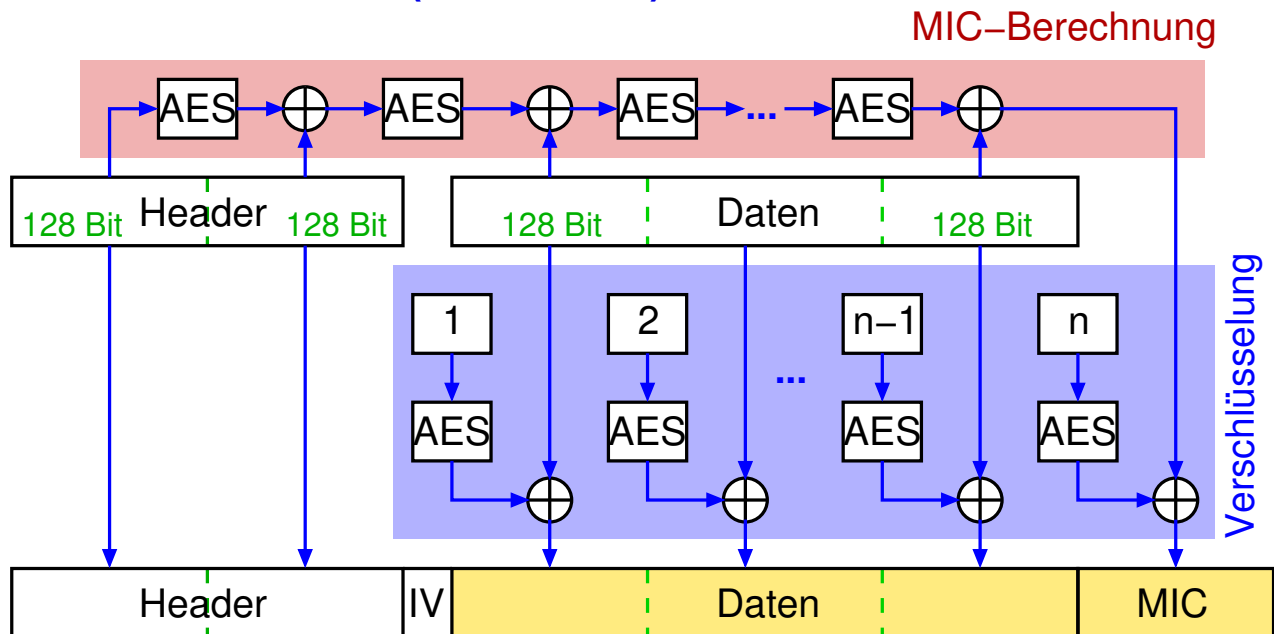 MIC–Berechnung
AES AES AES ... AES
Header Daten
128 Bit 128 Bit 128 Bit 128 Bit
1 2 n–1 n
...
AES AES AES AES
Verschlüsselung
Header IV Daten MIC